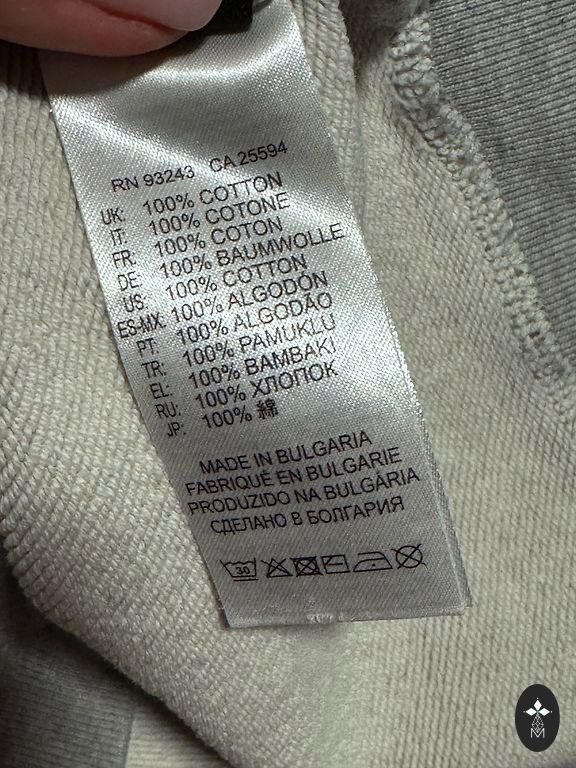 RN 93243 CA 25594
UK: 100% COTTON
IT: 100% COTONE
FR: 100% COTON
DE: 100% BAUMWOLLE
US: 100% COTTON
ES-MX: 100% ALGODÓN
PT: 100% ALGODÃO
TR: 100% PAMUKLU
EL: 100% BAMBAKI
RU: 100% ХЛОПОК
JP: 100% 綿
MADE IN BULGARIA
FABRIQUÉ EN BULGARIE
PRODUZIDO NA BULGÁRIA
СДЕЛАНО В БОЛГАРИЯ
30
M